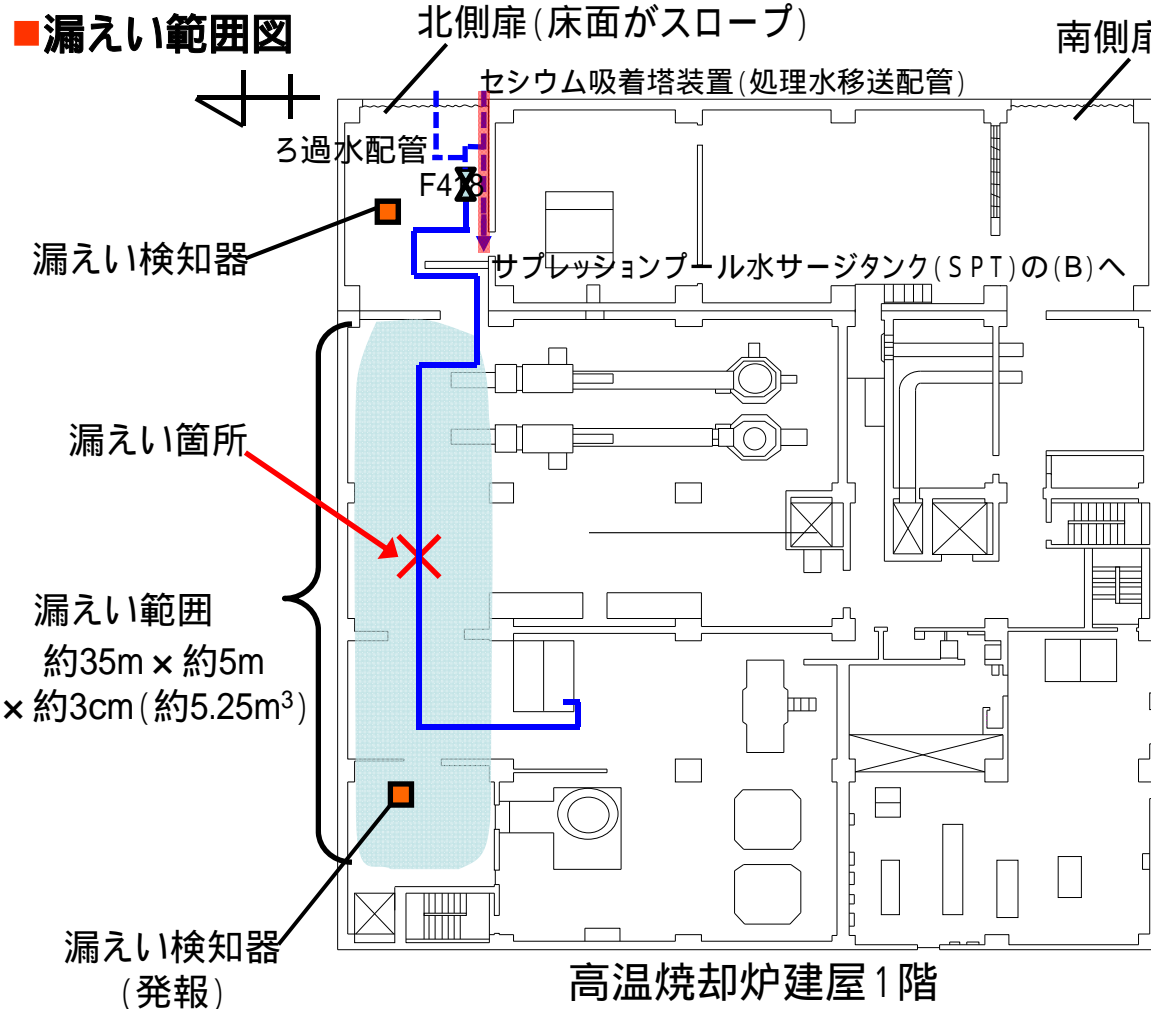 ■漏えい範囲図
北側扉(床面がスロープ)
南側扉
セシウム吸着塔装置(処理水移送配管)
ろ過水配管
F418
漏えい検知器
サプレッションプール水サージタンク(SPT)の(B)へ
漏えい箇所
漏えい範囲
約35m × 約5m
× 約3cm(約5.25m³)
漏えい検知器
(発報)
高温焼却炉建屋1階